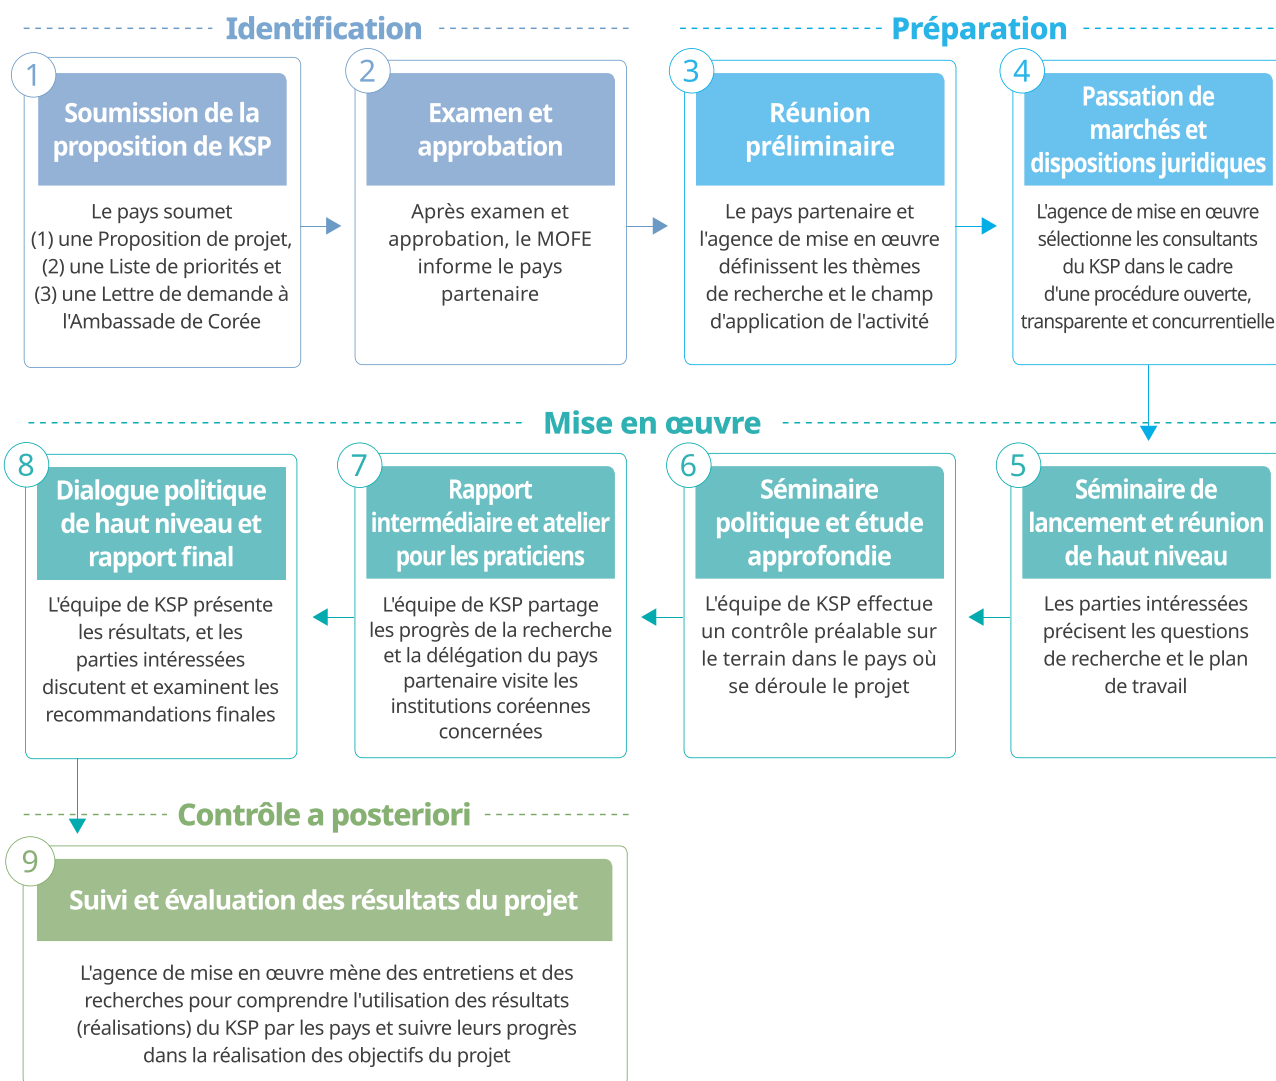 Identification
1
Soumission de la
proposition de KSP
Le pays soumet
(1) une Proposition de projet,
(2) une Liste de priorités et
(3) une Lettre de demande à
l'Ambassade de Corée
2
Examen et
approbation
Après examen et
approbation, le MOFE
informe le pays
partenaire
Préparation
3
Réunion
préliminaire
Le pays partenaire et
l'agence de mise en œuvre
définissent les thèmes
de recherche et le champ
d'application de l'activité
4
Passation de
marchés et
dispositions juridiques
L'agence de mise en œuvre
sélectionne les consultants
du KSP dans le cadre
d'une procédure ouverte,
transparente et concurrentielle
Mise en œuvre
5
Séminaire de
lancement et réunion
de haut niveau
Les parties intéressées
précisent les questions
de recherche et le plan
de travail
6
Séminaire
politique et étude
approfondie
L'équipe de KSP effectue
un contrôle préalable sur
le terrain dans le pays où
se déroule le projet
7
Rapport
intermédiaire et atelier
pour les praticiens
L'équipe de KSP partage
les progrès de la recherche
et la délégation du pays
partenaire visite les
institutions coréennes
concernées
8
Dialogue politique
de haut niveau et
rapport final
L'équipe de KSP présente
les résultats, et les
parties intéressées
discutent et examinent les
recommandations finales
Contrôle a posteriori
9
Suivi et évaluation des résultats du projet
L'agence de mise en œuvre mène des entretiens et des
recherches pour comprendre l'utilisation des résultats
(réalisations) du KSP par les pays et suivre leurs progrès
dans la réalisation des objectifs du projet